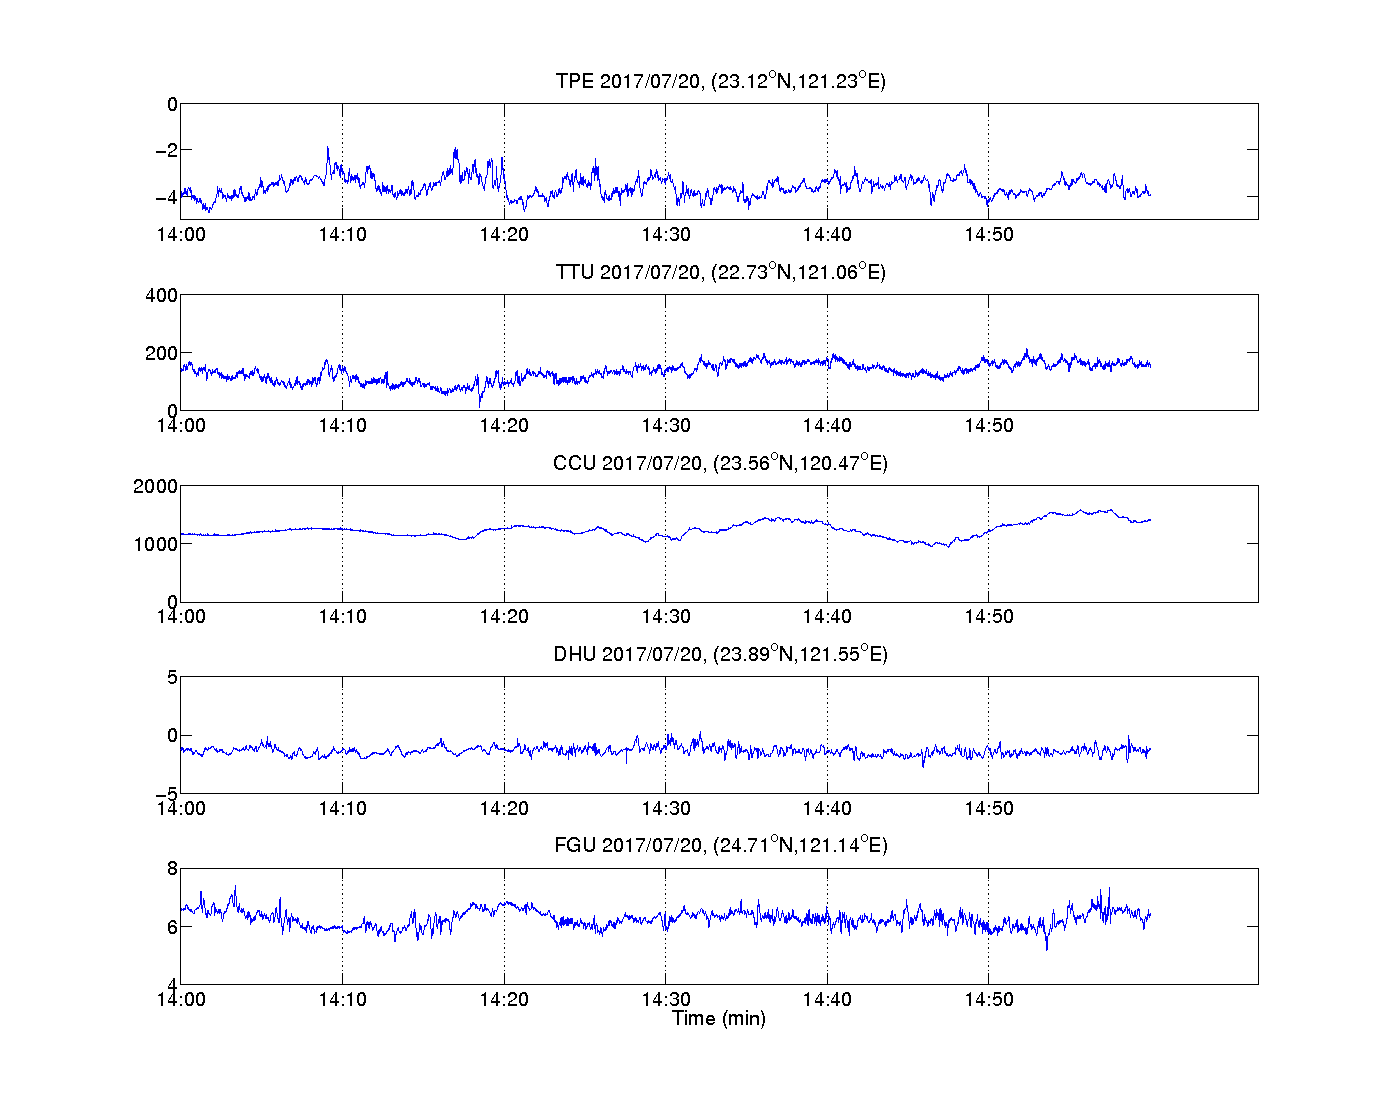 TPE 2017/07/20, (23.12°N,121.23°E)
0
−2
−4
14:00 14:10 14:20 14:30 14:40 14:50
TTU 2017/07/20, (22.73°N,121.06°E)
400
200
0
14:00 14:10 14:20 14:30 14:40 14:50
CCU 2017/07/20, (23.56°N,120.47°E)
2000
1000
0
14:00 14:10 14:20 14:30 14:40 14:50
DHU 2017/07/20, (23.89°N,121.55°E)
5
0
−5
14:00 14:10 14:20 14:30 14:40 14:50
FGU 2017/07/20, (24.71°N,121.14°E)
8
6
4
14:00 14:10 14:20 14:30 14:40 14:50
Time (min)